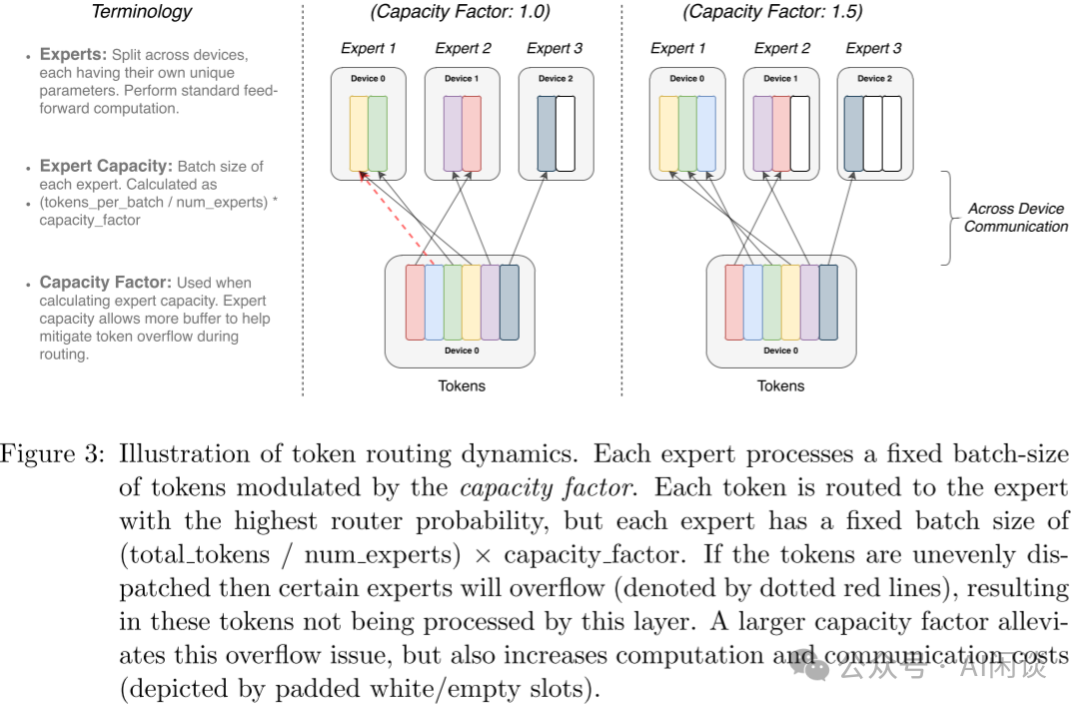 Terminology
• Experts: Split across devices,
each having their own unique
parameters. Perform standard feed-
forward computation.
• Expert Capacity: Batch size of
each expert. Calculated as
• (tokens_per_batch / num_experts) *
capacity_factor
• Capacity Factor: Used when
calculating expert capacity. Expert
capacity allows more buffer to help
mitigate token overflow during
routing.
(Capacity Factor: 1.0)
Expert 1 Expert 2 Expert 3
Device 0 Device 1 Device 2
Device 0
Tokens
(Capacity Factor: 1.5)
Expert 1 Expert 2 Expert 3
Device 0 Device 1 Device 2
Device 0
Tokens
Across Device
Communication
Figure 3: Illustration of token routing dynamics. Each expert processes a fixed batch-size
of tokens modulated by the capacity factor. Each token is routed to the expert
with the highest router probability, but each expert has a fixed batch size of
(total_tokens / num_experts) × capacity_factor. If the tokens are unevenly dis-
patched then certain experts will overflow (denoted by dotted red lines), resulting
in these tokens not being processed by this layer. A larger capacity factor allevi-
ates this overflow issue, but also increases computation and communication costs
(depicted by padded white/empty slots).
公众号 · AI闲谈